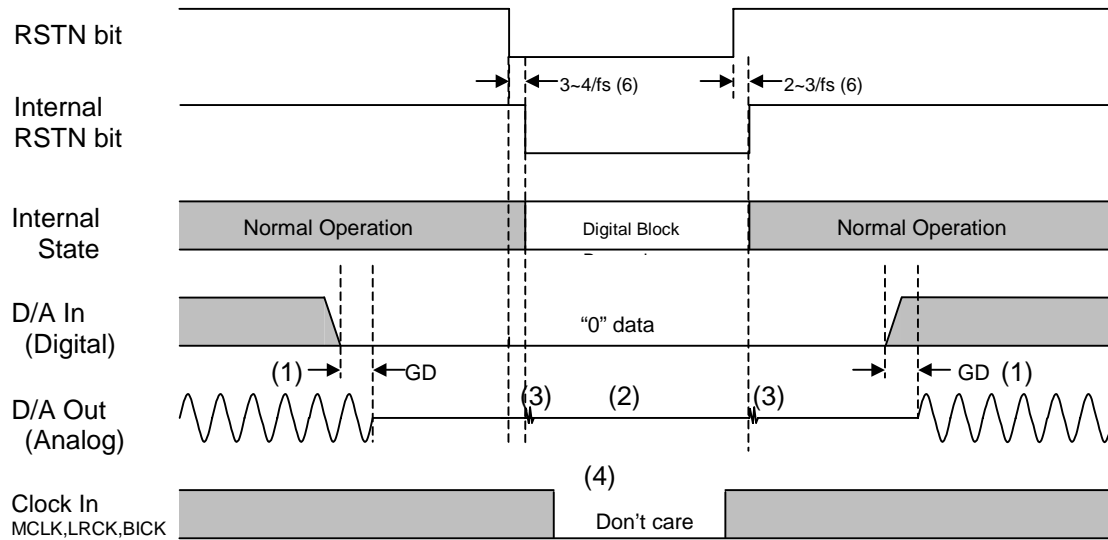 RSTN bit
3~4/fs (6)
2~3/fs (6)
Internal
RSTN bit
Internal
State
Normal Operation
Digital Block
Normal Operation
D/A In
(Digital)
“0” data
(1)
GD
GD (1)
D/A Out
(Analog)
(3)
(2)
(3)
(4)
Clock In
MCLK,LRCK,BICK
Don’t care